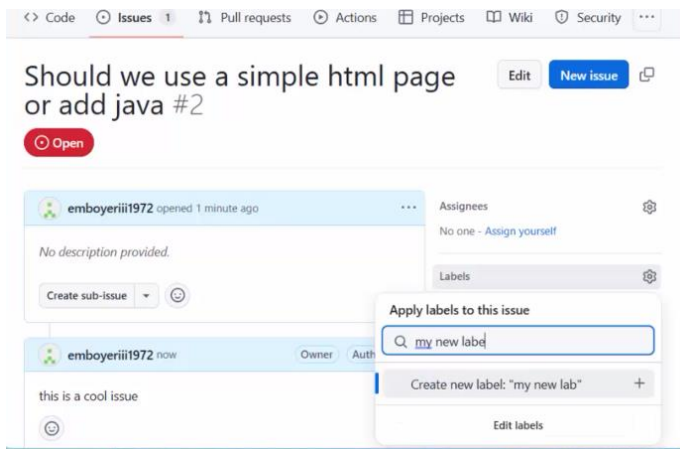 Code Issues 1 Pull requests Actions Projects Wiki Security ...
Should we use a simple html page
or add java #2
Edit New issue
Open
emboyeriii1972 opened 1 minute ago ...
No description provided.
Create sub-issue
Assignees
No one - Assign yourself
Labels
Apply labels to this issue
my new labe
Create new label: "my new lab" +
Edit labels
emboyeriii1972 now Owner Auth
this is a cool issue